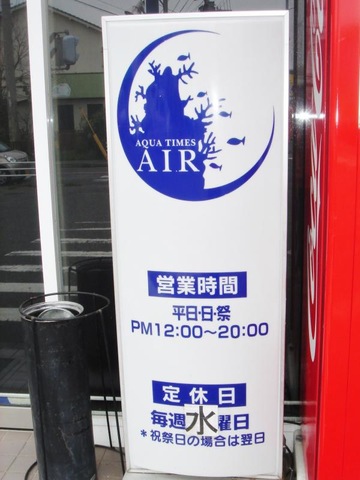 AQUA TIMES
AIR
営業時間
平日・日・祭
PM12:00～20:00
定休日
毎週水曜日
*祝祭日の場合は翌日